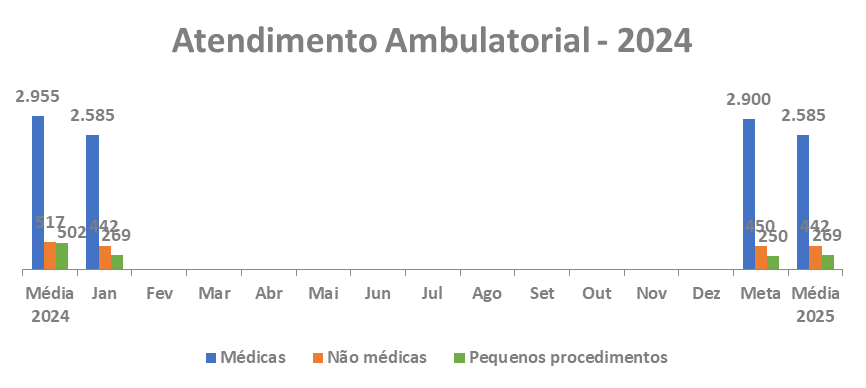 Atendimento Ambulatorial - 2024
2.955
2.585
2.900
2.585
517
502
442
269
450
250
442
269
Média 2024
Jan
Fev
Mar
Abr
Mai
Jun
Jul
Ago
Set
Out
Nov
Dez
Meta
Média 2025
Médicas
Não médicas
Pequenos procedimentos